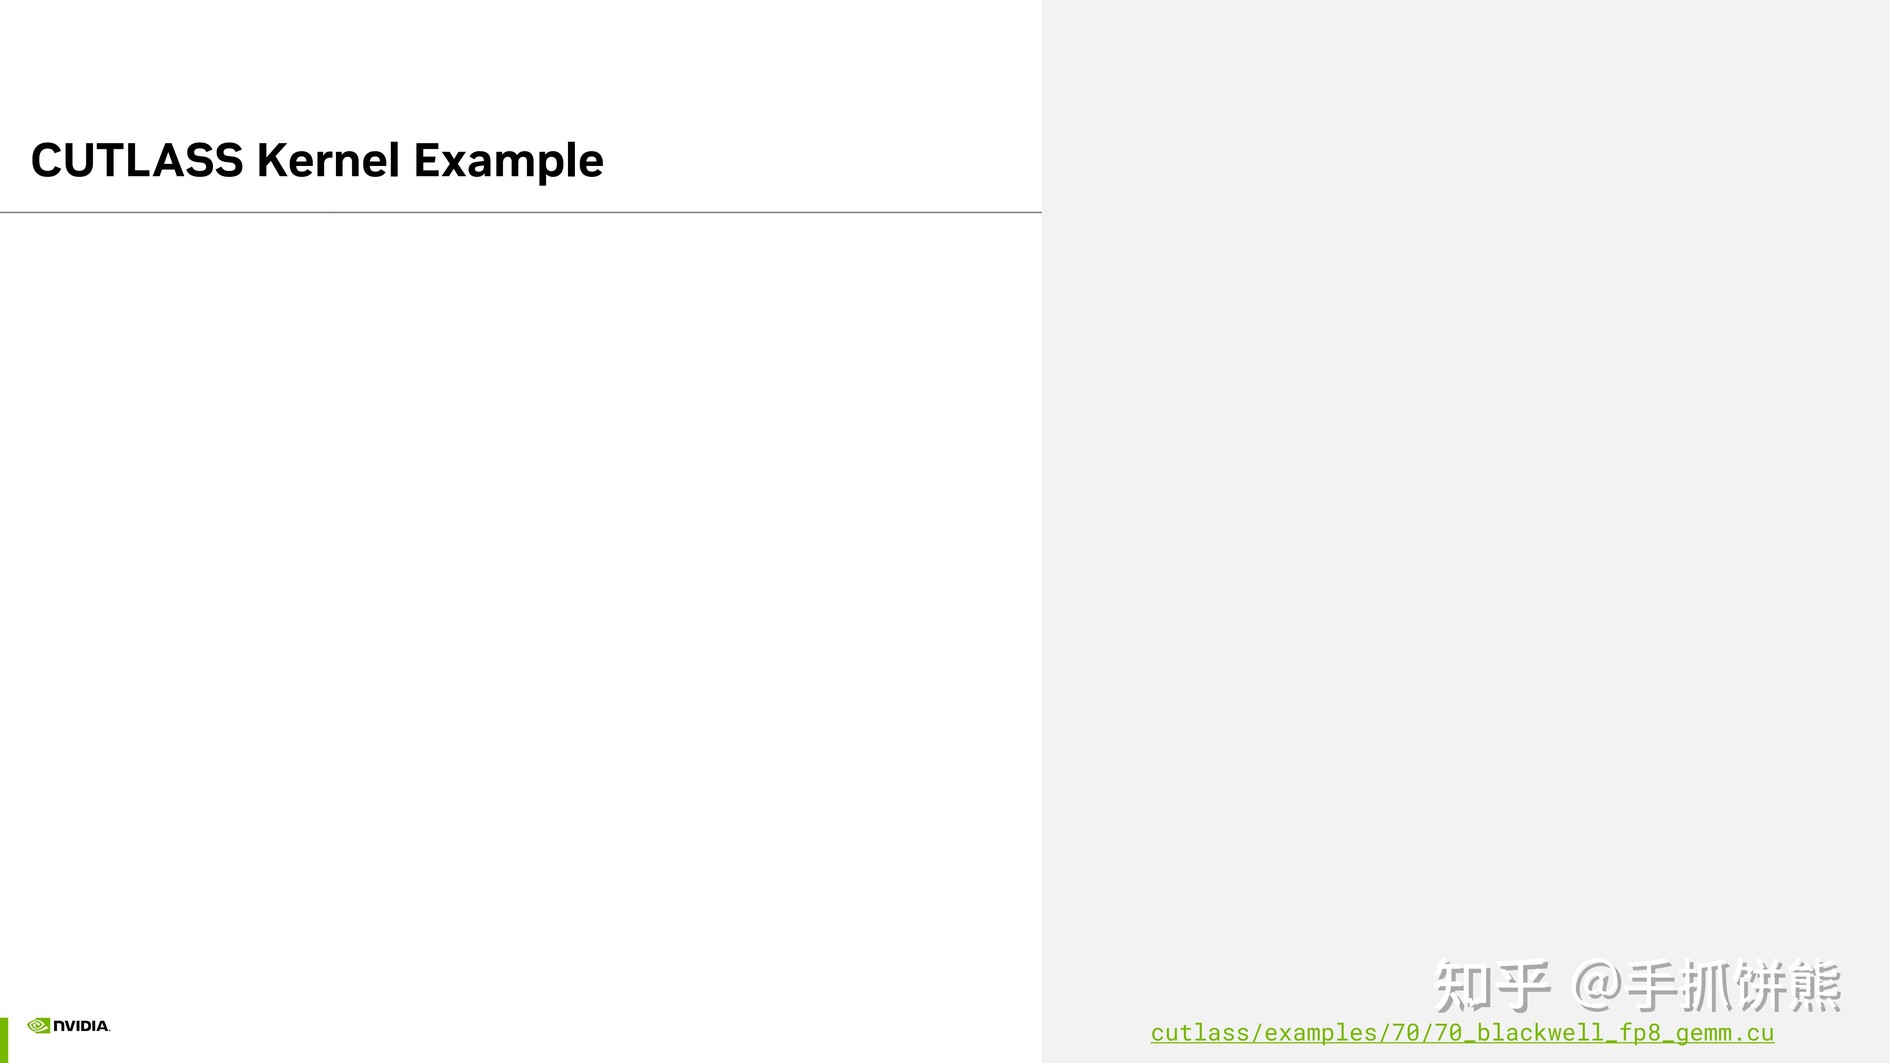 CUTLASS Kernel Example
知乎 @手抓饼熊
NVIDIA.
cutlass/examples/70/70_blackwell_fp8_gemm.cu